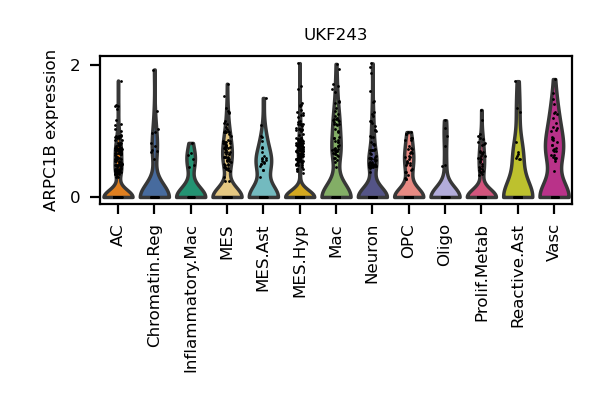 UKF243
ARPC1B expression
2
0
AC
Chromatin.Reg
Inflammatory.Mac
MES
MES.Ast
MES.Hyp
Mac
Neuron
OPC
Oligo
Prolif.Metab
Reactive.Ast
Vasc